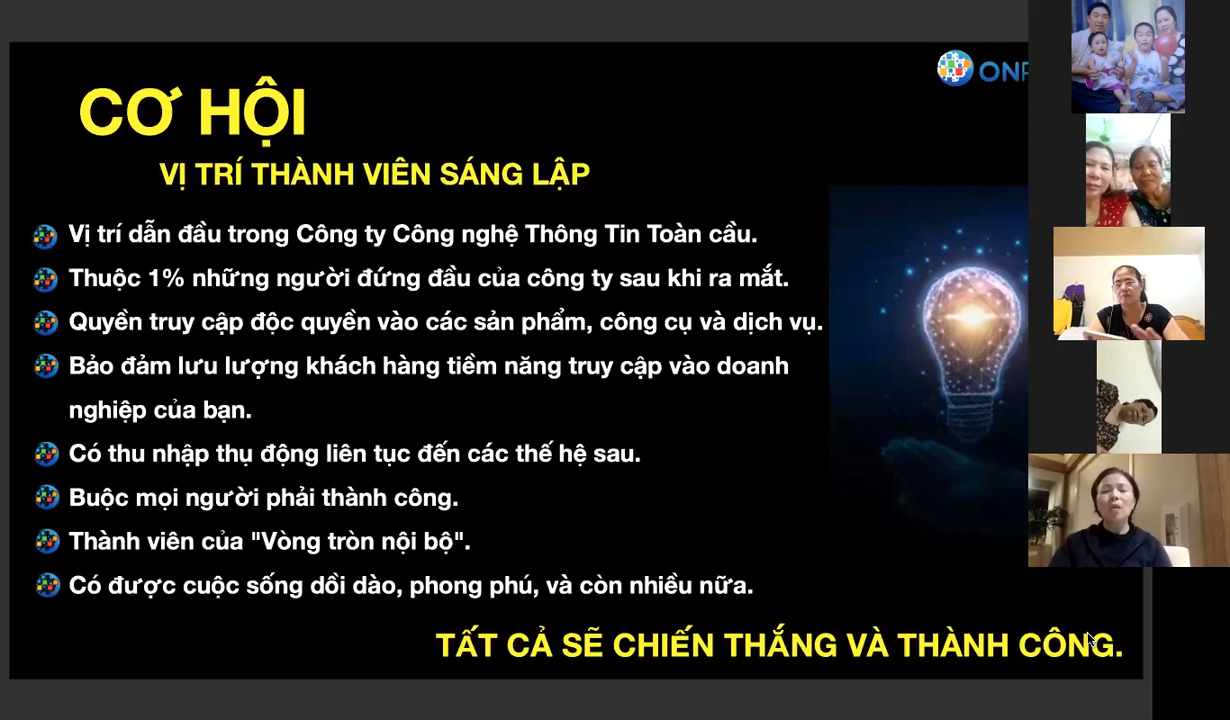 ONP
CƠ HỘI
VỊ TRÍ THÀNH VIÊN SÁNG LẬP
Vị trí dẫn đầu trong Công ty Công nghệ Thông Tin Toàn cầu.
Thuộc 1% những người đứng đầu của công ty sau khi ra mắt.
Quyền truy cập độc quyền vào các sản phẩm, công cụ và dịch vụ.
Bảo đảm lưu lượng khách hàng tiềm năng truy cập vào doanh
nghiệp của bạn.
Có thu nhập thụ động liên tục đến các thế hệ sau.
Buộc mọi người phải thành công.
Thành viên của "Vòng tròn nội bộ".
Có được cuộc sống dồi dào, phong phú, và còn nhiều nữa.
TẤT CẢ SẼ CHIẾN THẮNG VÀ THÀNH CÔNG.